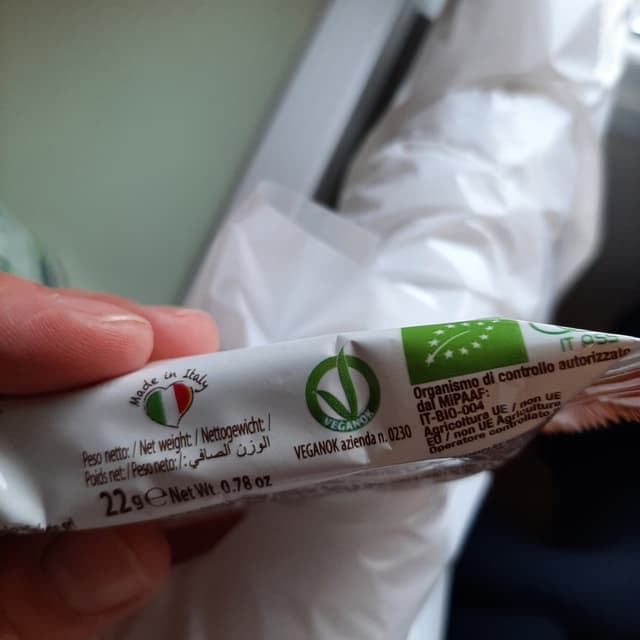 Made in Italy
Peso netto: / Net weight: / Nettogewicht /
Poids net: / Peso neto: / الوزن الصافي:
22g e Net Wt. 0.78 oz
VEGANOK
VEGANOK azienda n. 0230
IT
Organismo di controllo autorizzato
dal MIPAAF:
IT-BIO-004
Agricoltura UE / non UE
EU / non UE Agriculture
Operatore controllato